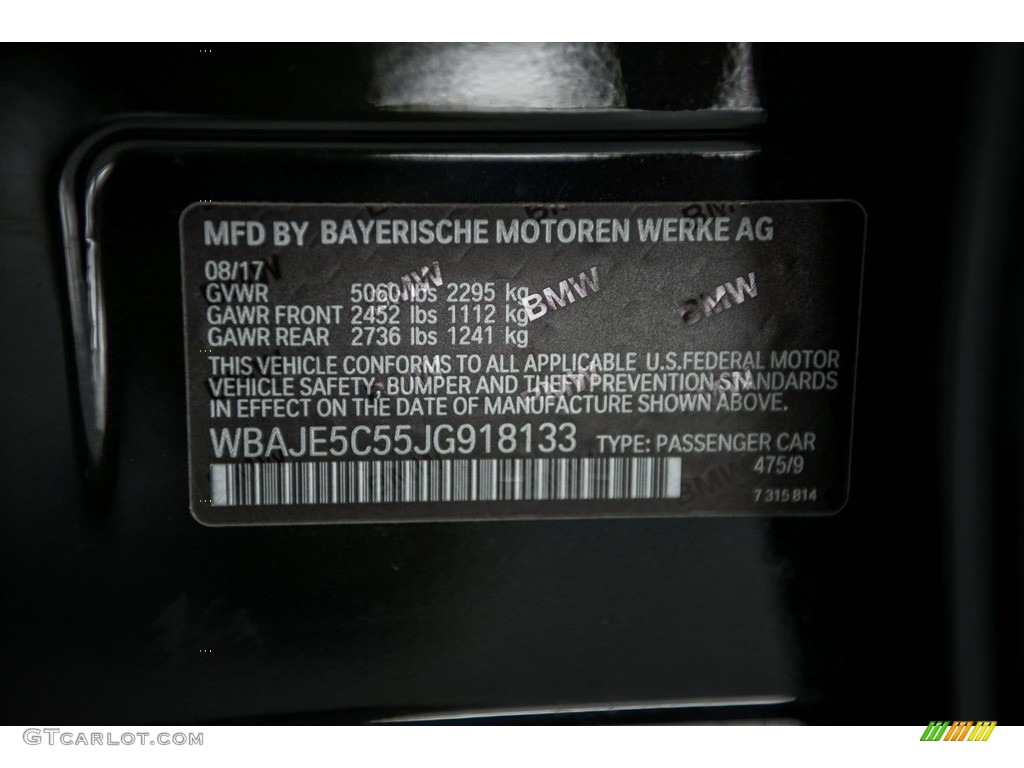 MFD BY BAYERISCHE MOTOREN WERKE AG
08/17
GVWR 5060 lbs 2295 kg
GAWR FRONT 2452 lbs 1112 kg
GAWR REAR 2736 lbs 1241 kg
BMW BMW BMW
THIS VEHICLE CONFORMS TO ALL APPLICABLE U.S.FEDERAL MOTOR
VEHICLE SAFETY, BUMPER AND THEFT PREVENTION STANDARDS
IN EFFECT ON THE DATE OF MANUFACTURE SHOWN ABOVE.
WBAJE5C55JG918133 TYPE: PASSENGER CAR
475/9
7 315 814
GTCARLOT.COM